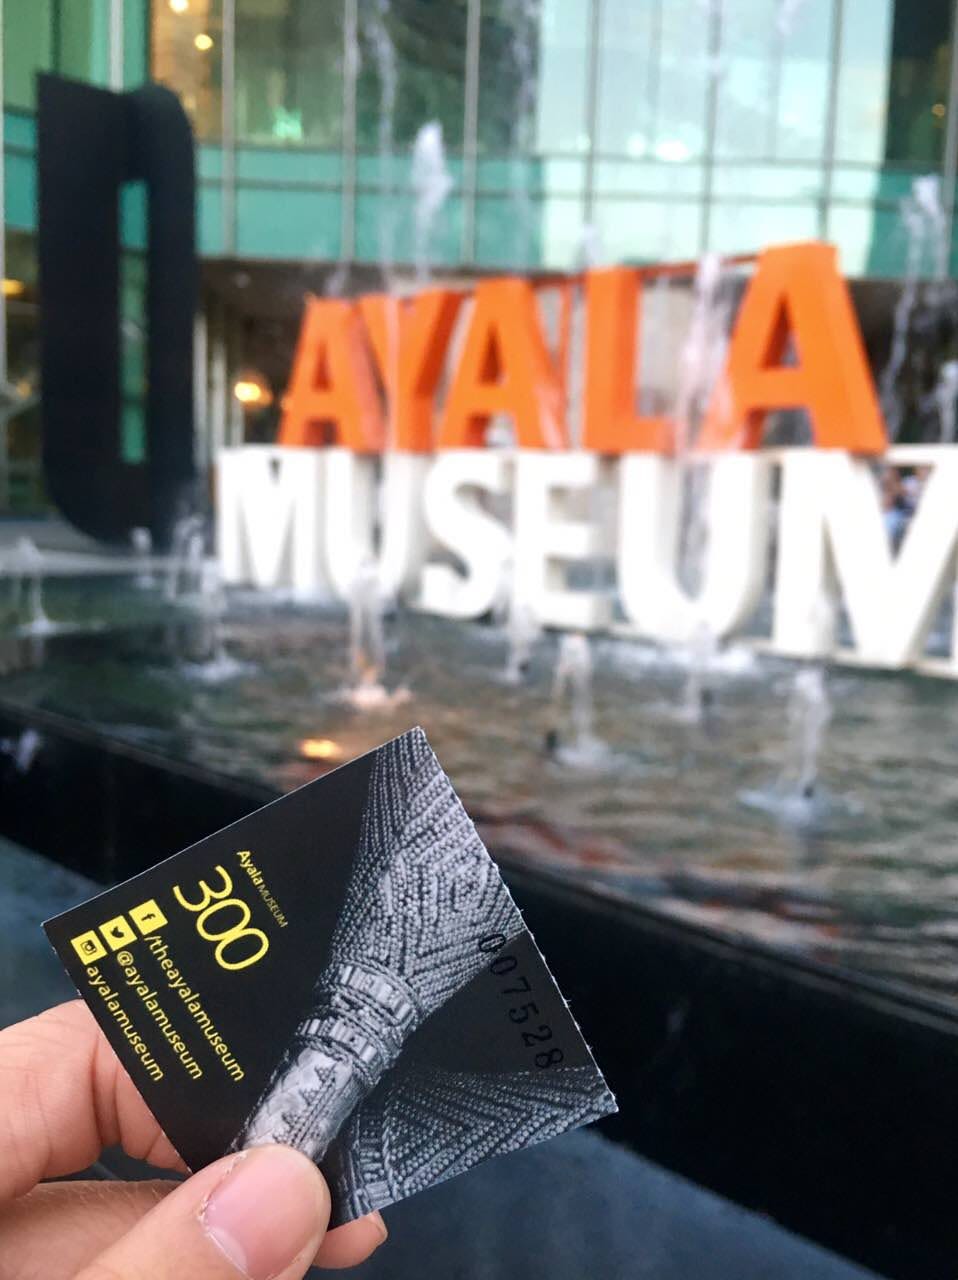 AYALA
MUSEUM
Ayala MUSEUM
300
/theayalamuseum
@ayalamuseum
ayalamuseum
007528